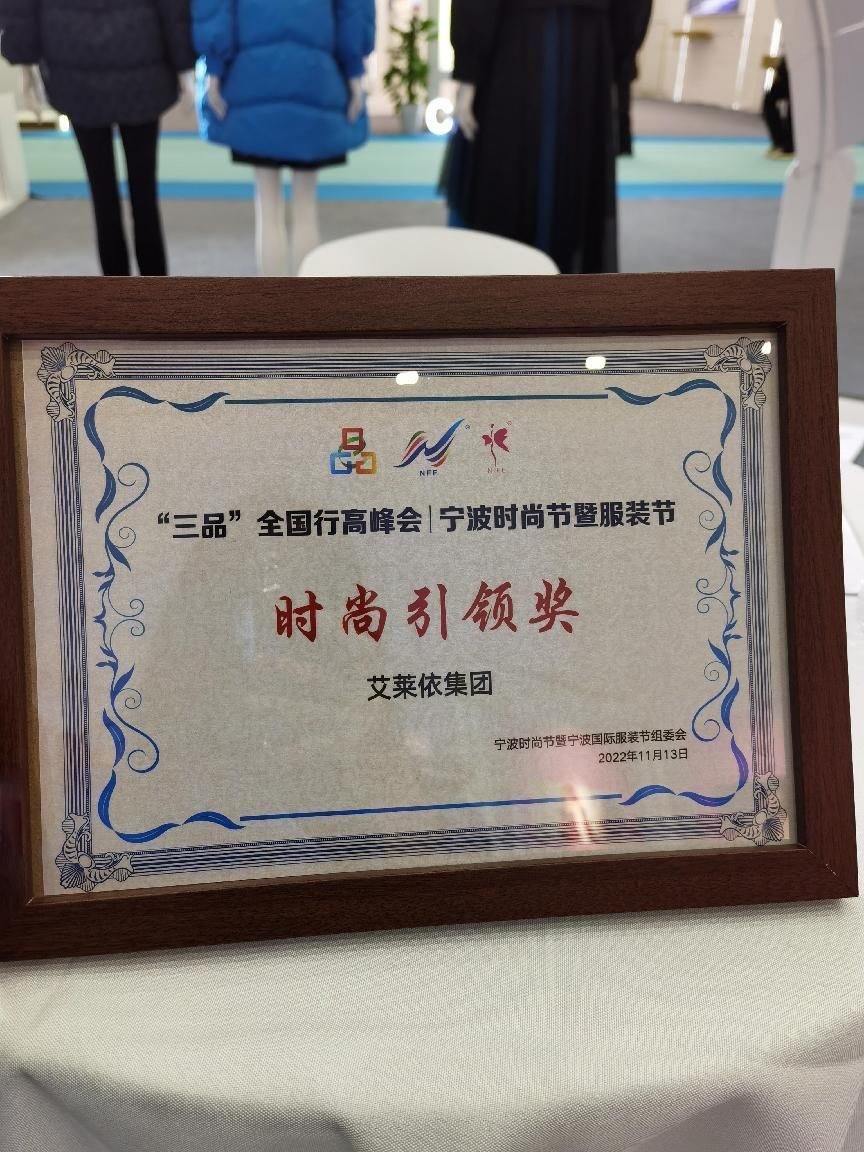 C
NFF
“三品”全国行高峰会|宁波时尚节暨服装节
时尚引领奖
艾莱依集团
宁波时尚节暨宁波国际服装节组委会
2022年11月13日